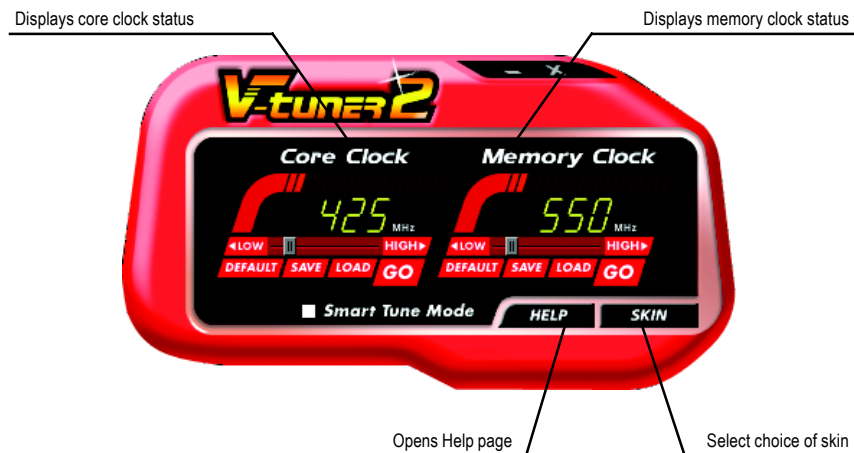 Displays core clock status
Displays memory clock status
V-tuner 2
Core Clock
Memory Clock
425 MHz
550 MHz
LOW HIGH
LOW HIGH
DEFAULT SAVE LOAD GO
DEFAULT SAVE LOAD GO
Smart Tune Mode
HELP
SKIN
Opens Help page
Select choice of skin